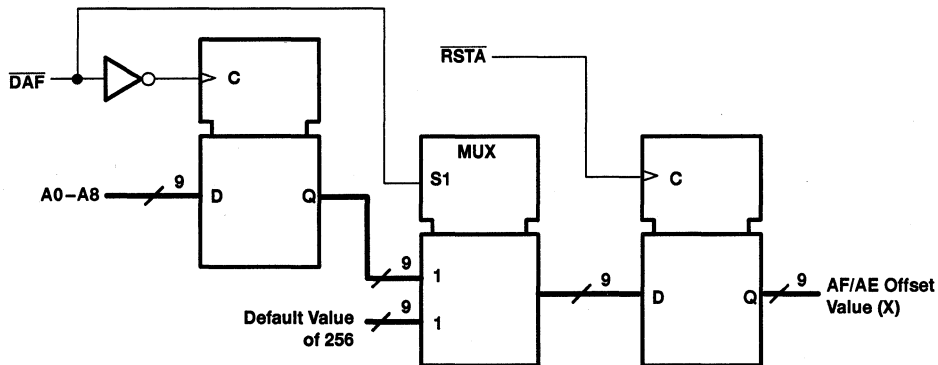 DAF
C
A0–A8
9
D
Q
RSTA
MUX
S1
9
1
Default Value
of 256
9
1
9
C
D
Q
9
AF/AE Offset
Value (X)